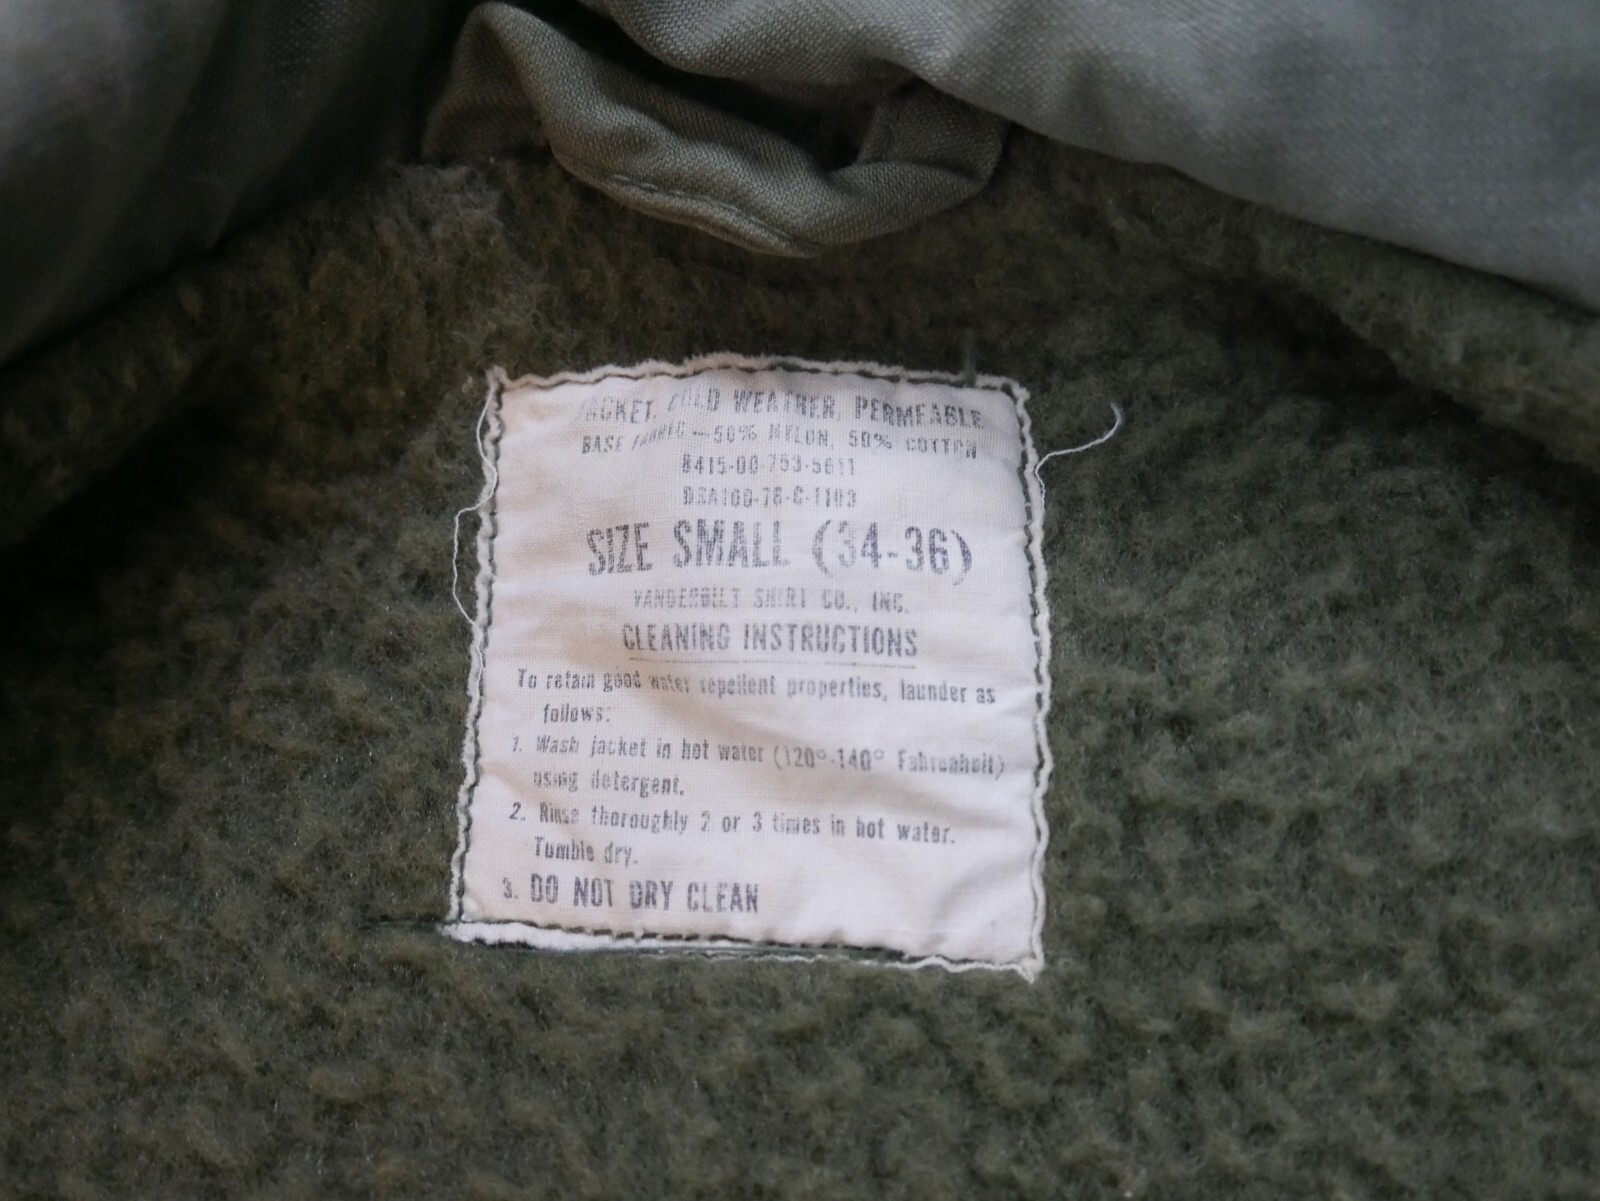 JACKET, COLD WEATHER, PERMEABLE
BASE FABRIC — 50% NYLON, 50% COTTON
8415-00-753-5611
DSA100-76-C-1103
SIZE SMALL (34-36)
VANDERBILT SHIRT CO., INC.
CLEANING INSTRUCTIONS
To retain good water repellent properties, launder as
follows:
1. Wash jacket in hot water (120°-140° Fahrenheit)
using detergent.
2. Rinse thoroughly 2 or 3 times in hot water.
Tumble dry.
3. DO NOT DRY CLEAN